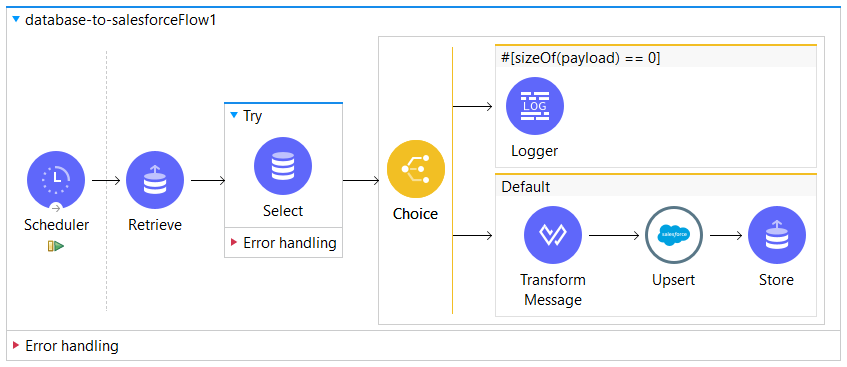 database-to-salesforceFlow1
Scheduler
Retrieve
Try
Select
Error handling
Choice
#[sizeOf(payload) == 0]
LOG
Logger
Default
Transform
Message
salesforce
Upsert
Store
Error handling